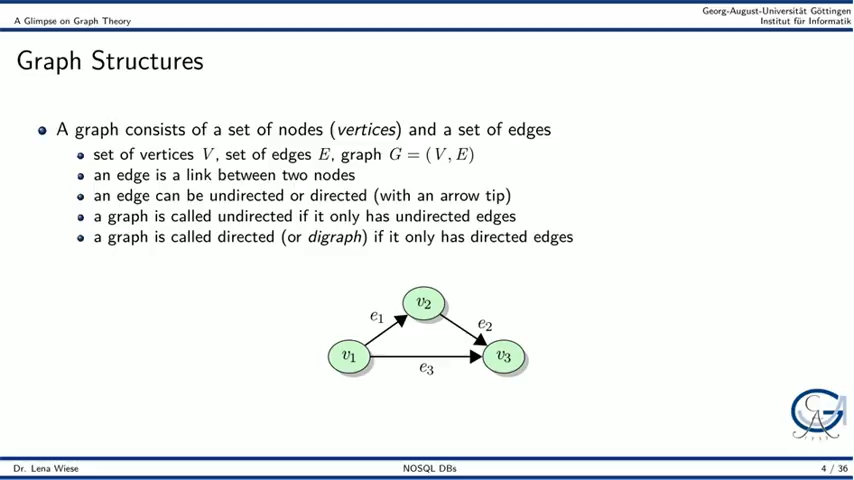 Georg-August-Universität Göttingen
A Glimpse on Graph Theory
Institut für Informatik
Graph Structures
A graph consists of a set of nodes (vertices) and a set of edges
set of vertices V, set of edges E, graph G = (V, E)
an edge is a link between two nodes
an edge can be undirected or directed (with an arrow tip)
a graph is called undirected if it only has undirected edges
a graph is called directed (or digraph) if it only has directed edges
v2
e1
e2
v1
v3
e3
Dr. Lena Wiese
NOSQL DBs
4 / 36